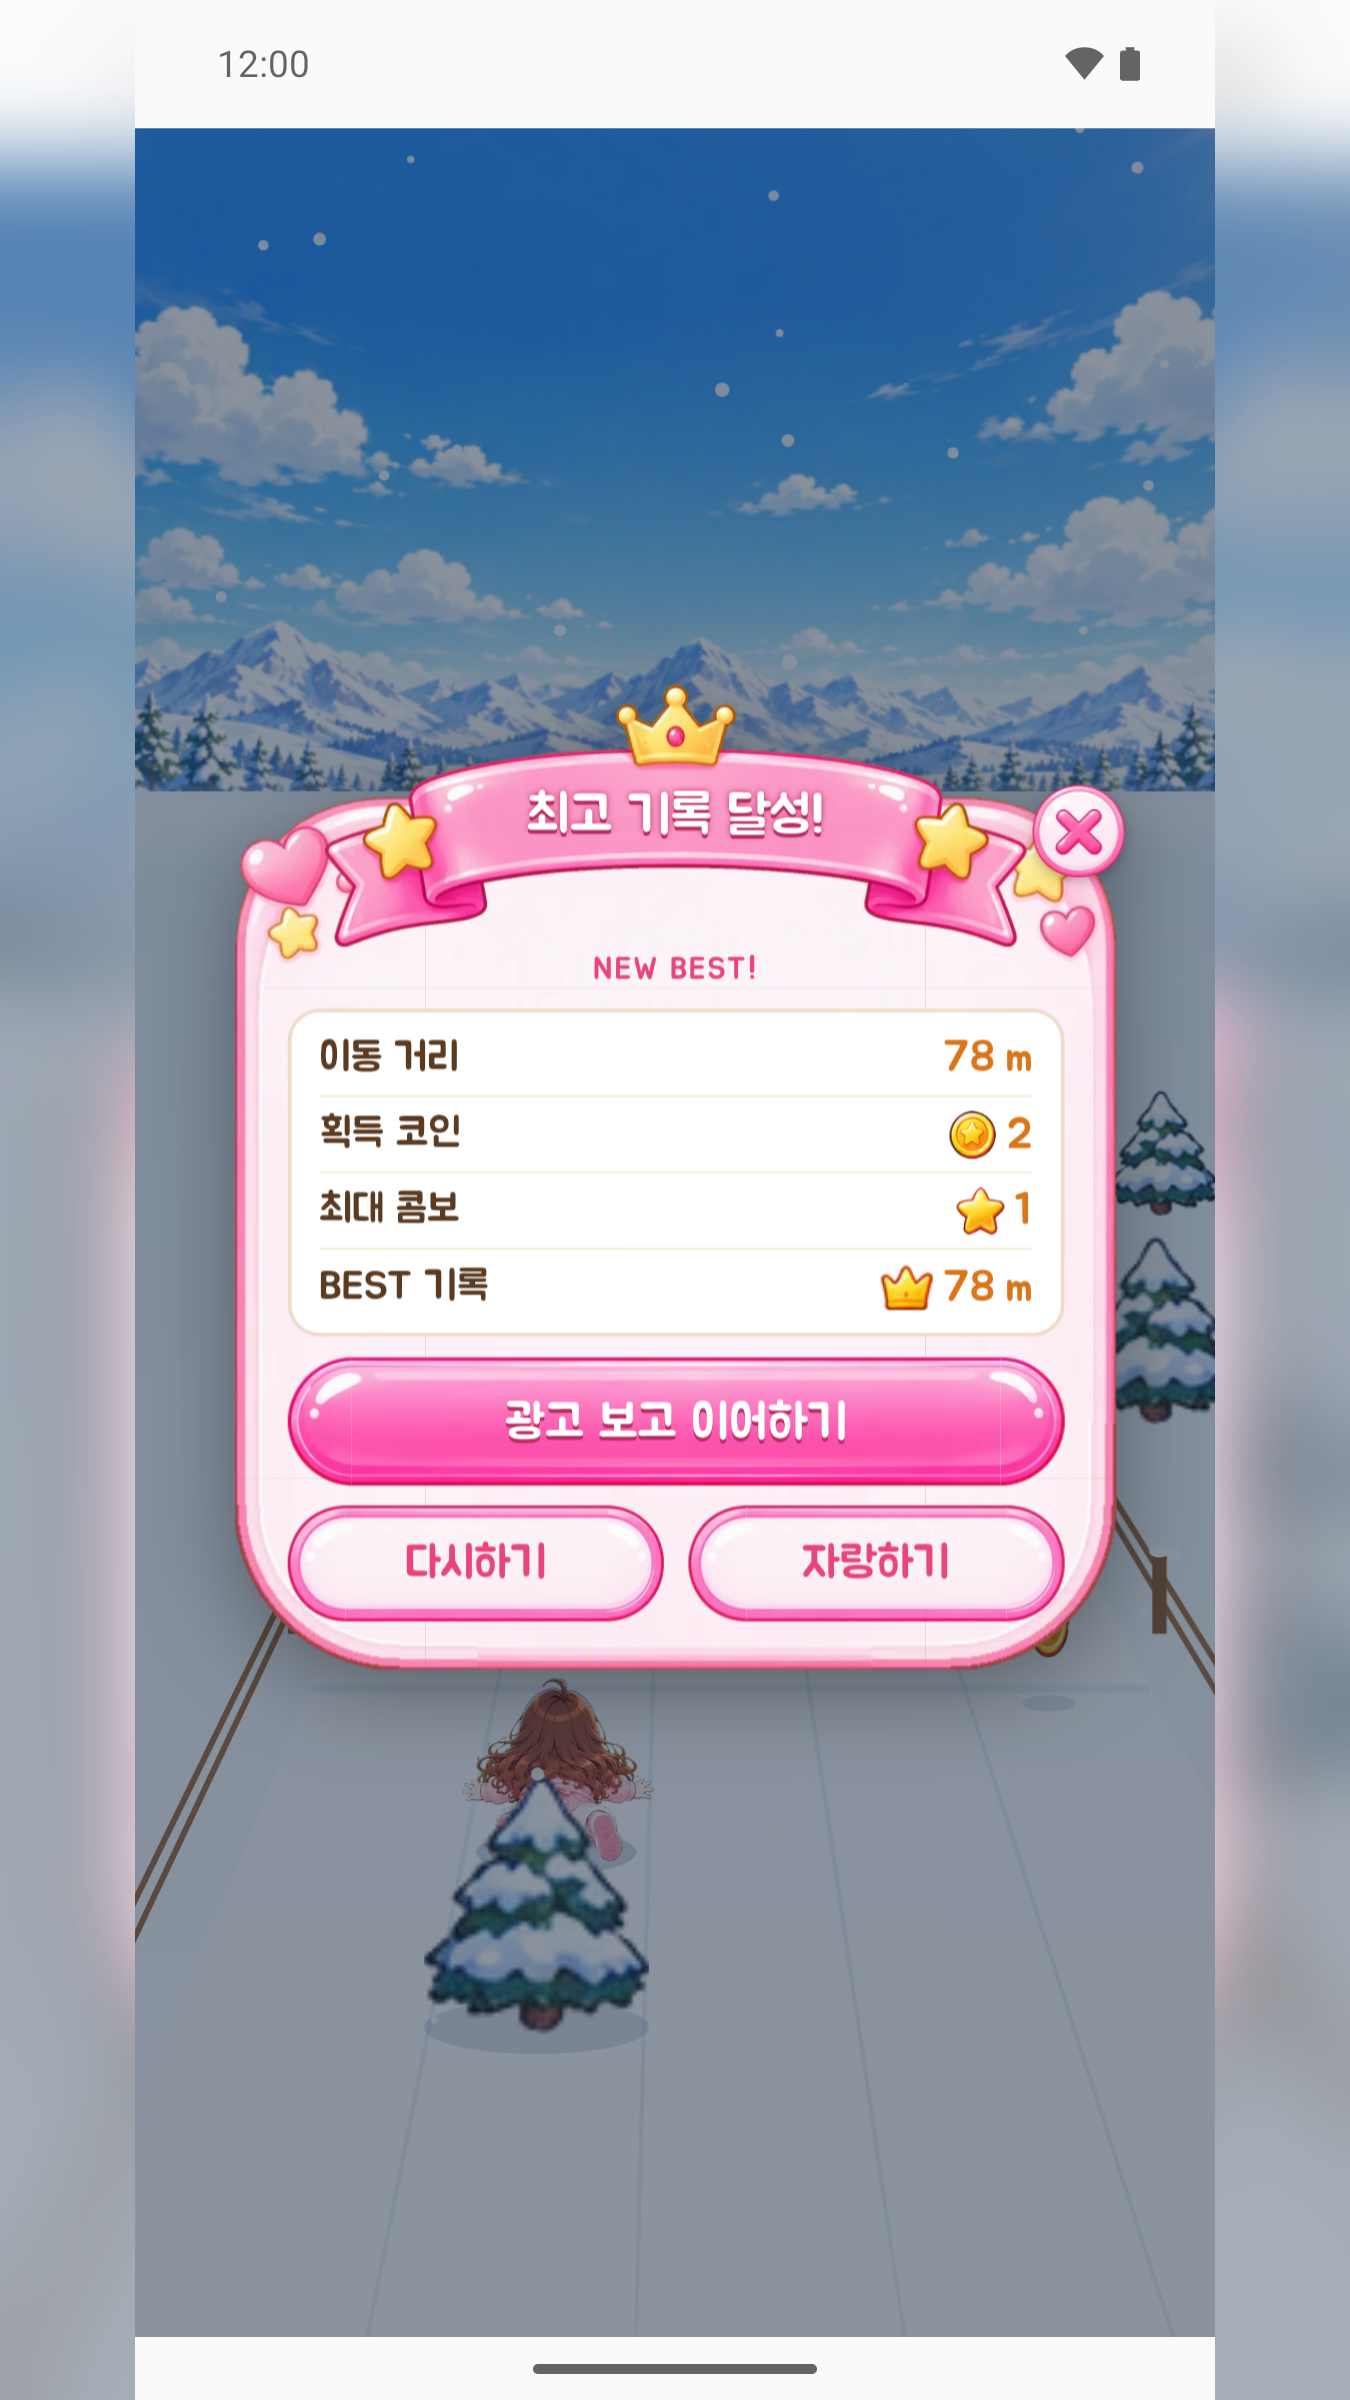 12:00
최고 기록 달성!
NEW BEST!
이동 거리 78 m
획득 코인 2
최대 콤보 1
BEST 기록 78 m
광고 보고 이어하기
다시하기 자랑하기